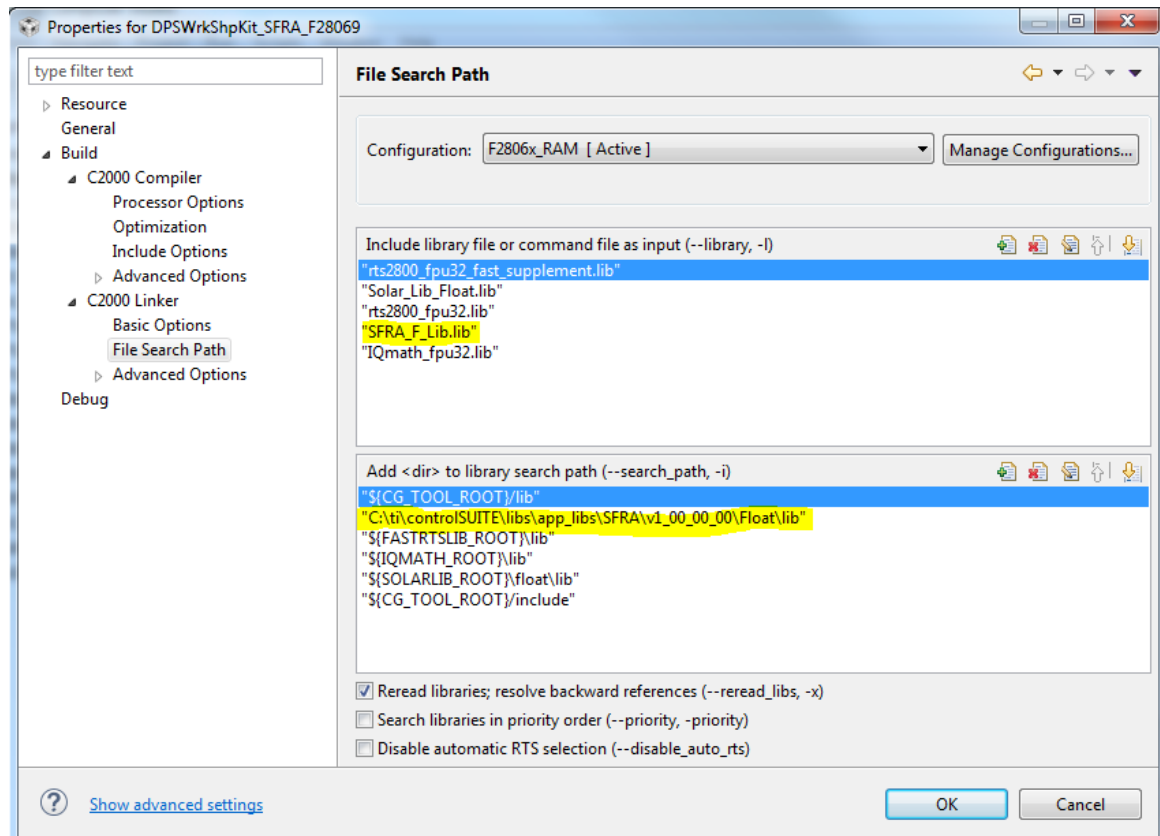 Properties for DPSWrkShpKit_SFRA_F28069
type filter text
Resource
General
Build
C2000 Compiler
Processor Options
Optimization
Include Options
Advanced Options
C2000 Linker
Basic Options
File Search Path
Advanced Options
Debug
File Search Path
Configuration: F2806x_RAM [ Active ] Manage Configurations...
Include library file or command file as input (--library, -l)
"rts2800_fpu32_fast_supplement.lib"
"Solar_Lib_Float.lib"
"rts2800_fpu32.lib"
"SFRA_F_Lib.lib"
"IQmath_fpu32.lib"
Add <dir> to library search path (--search_path, -i)
"${CG_TOOL_ROOT}/lib"
"C:\ti\controlSUITE\libs\app_libs\SFRA\v1_00_00_00\Float\lib"
"${FASTRTSLIB_ROOT}\lib"
"${IQMATH_ROOT}\lib"
"${SOLARLIB_ROOT}\float\lib"
"${CG_TOOL_ROOT}/include"
Reread libraries; resolve backward references (--reread_libs, -x)
Search libraries in priority order (--priority, -priority)
Disable automatic RTS selection (--disable_auto_rts)
? Show advanced settings
OK Cancel